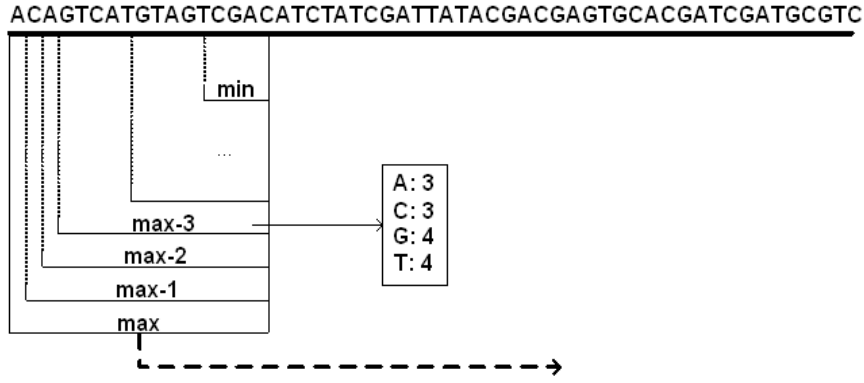 ACAGTCATGTAGTCGACATCTATCGATTATACGACGAGTGCACGATCGATGCGTC
min
...
max-3
max-2
max-1
max
A: 3
C: 3
G: 4
T: 4